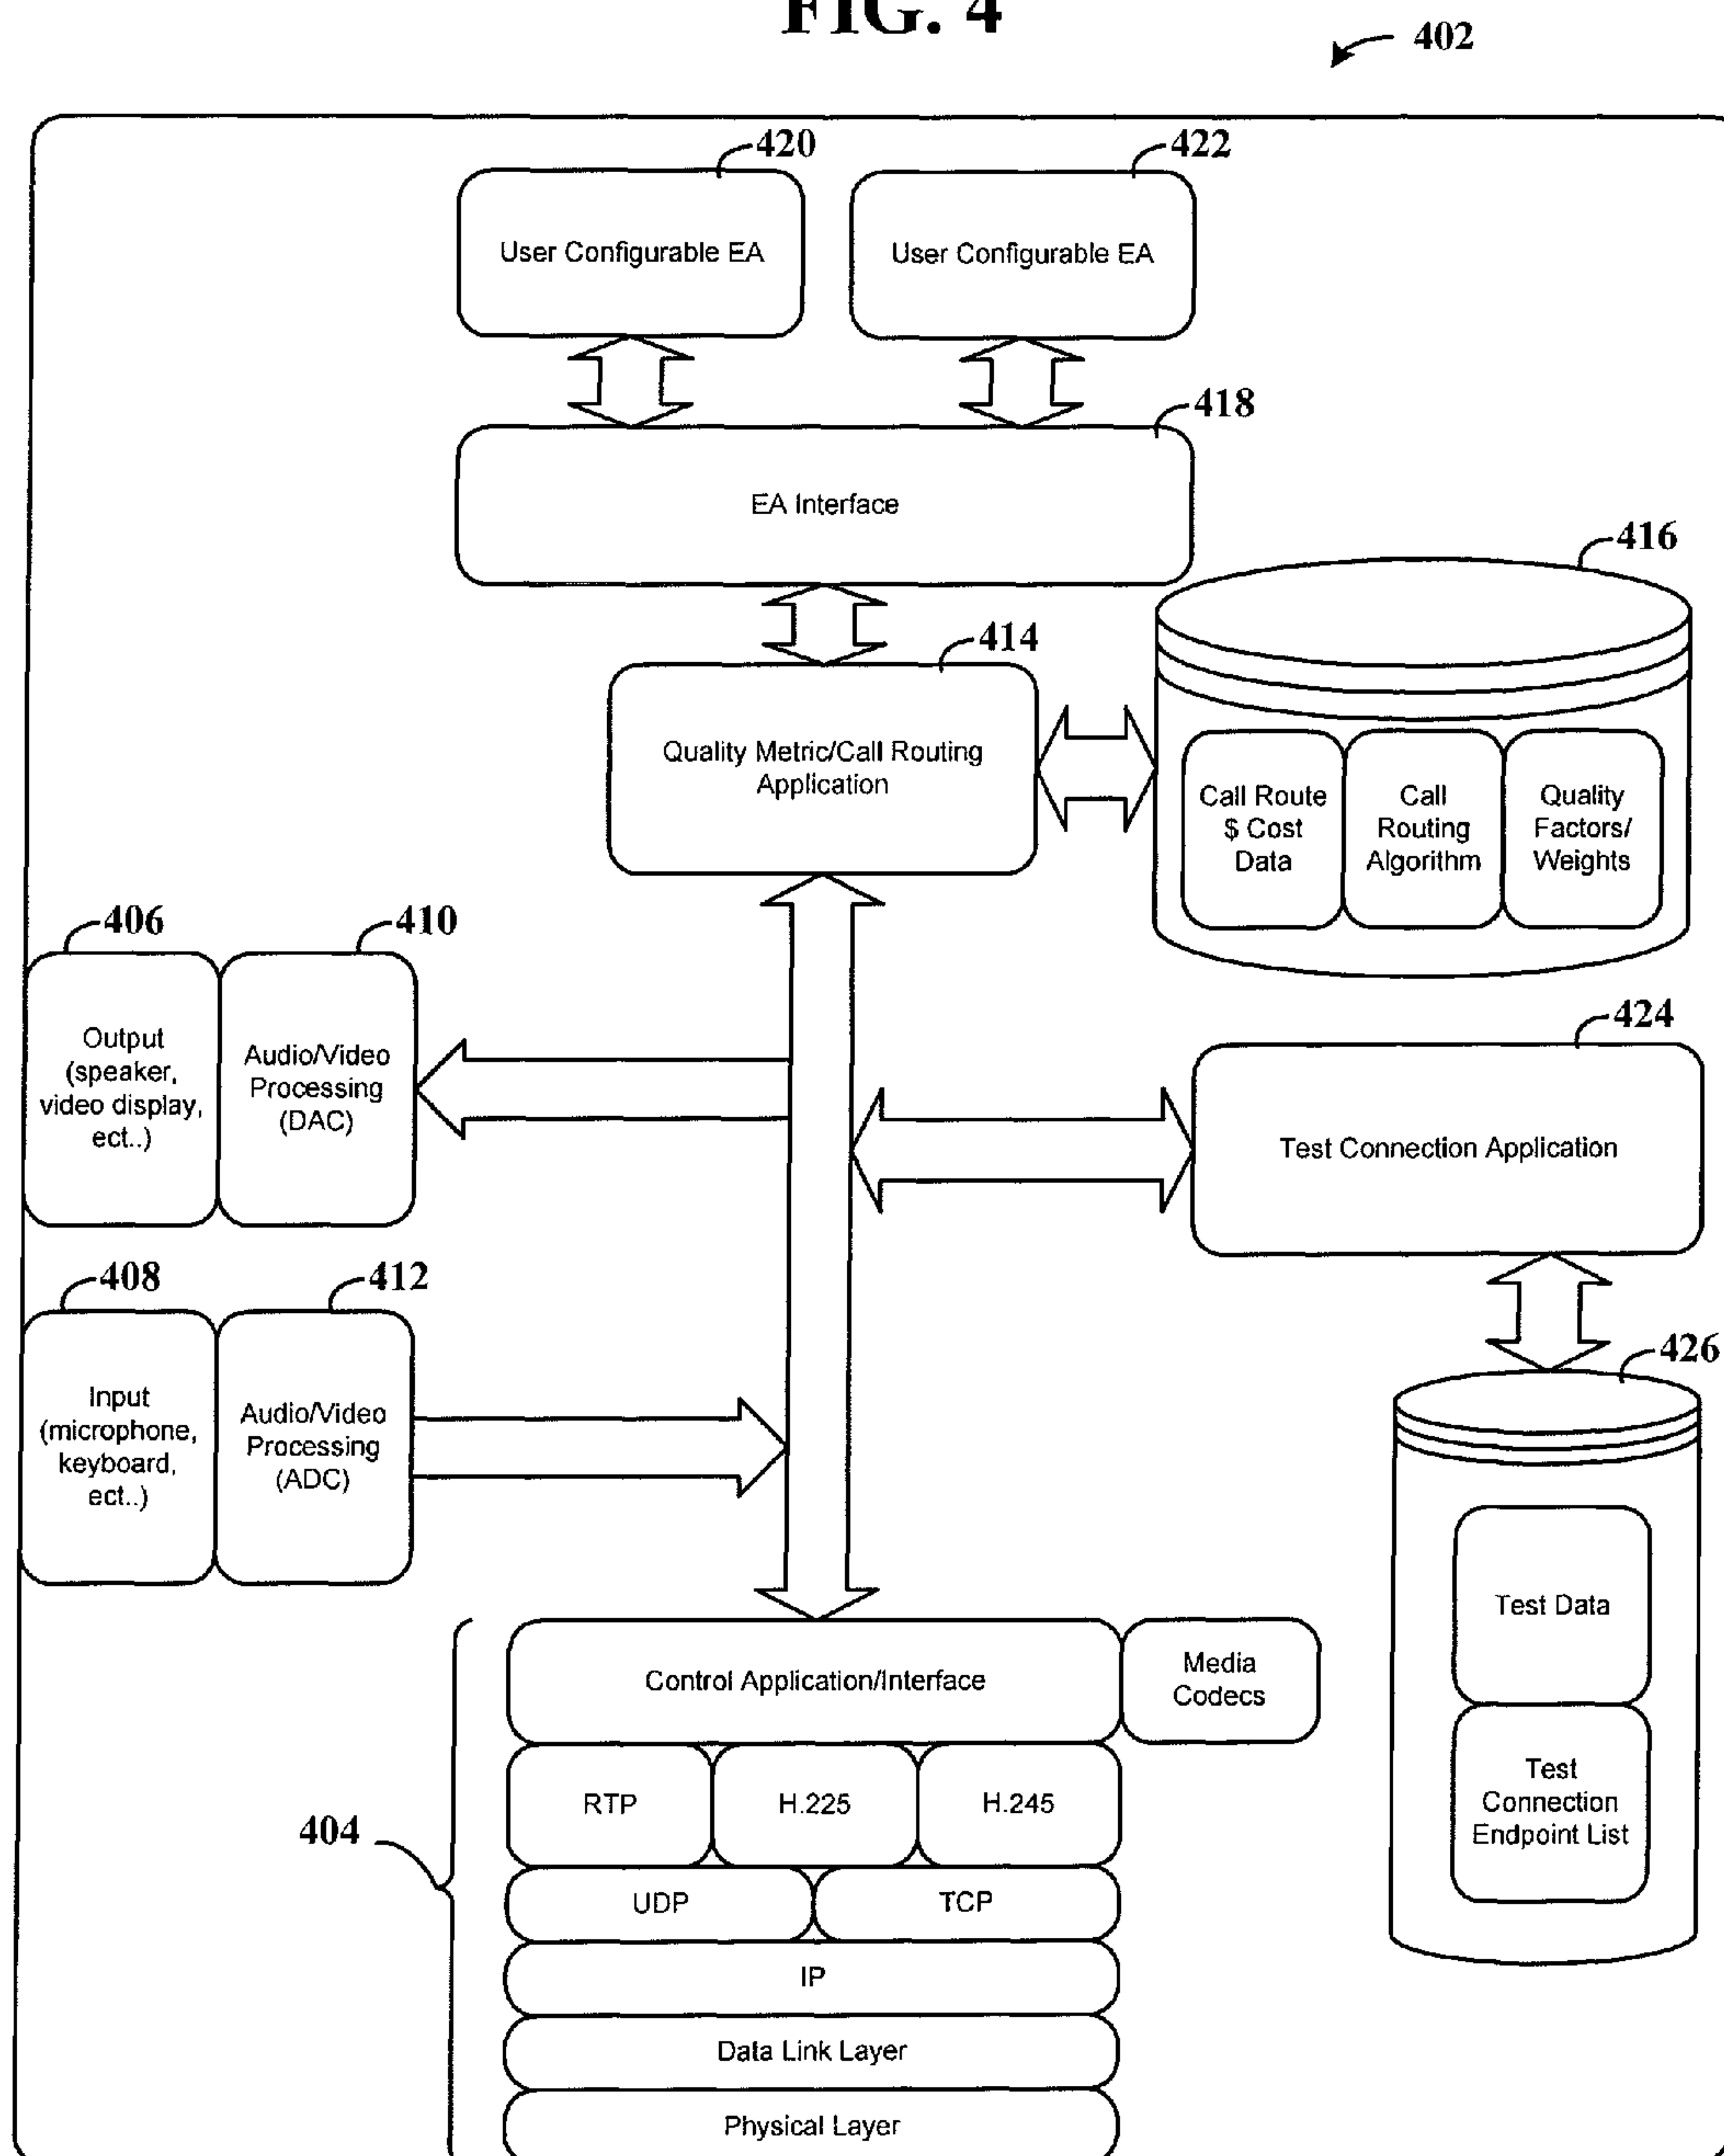 FIG. 4
402
420
422
User Configurable EA
User Configurable EA
418
EA Interface
416
414
Quality Metric/Call Routing
Application
Call Route
$ Cost
Data
Call
Routing
Algorithm
Quality
Factors/
Weights
406
410
Output
(speaker,
video display,
ect..)
Audio/Video
Processing
(DAC)
424
Test Connection Application
408
412
Input
(microphone,
keyboard,
ect..)
Audio/Video
Processing
(ADC)
426
Test Data
Test
Connection
Endpoint List
Control Application/Interface
Media
Codecs
RTP
H.225
H.245
404
UDP
TCP
IP
Data Link Layer
Physical Layer